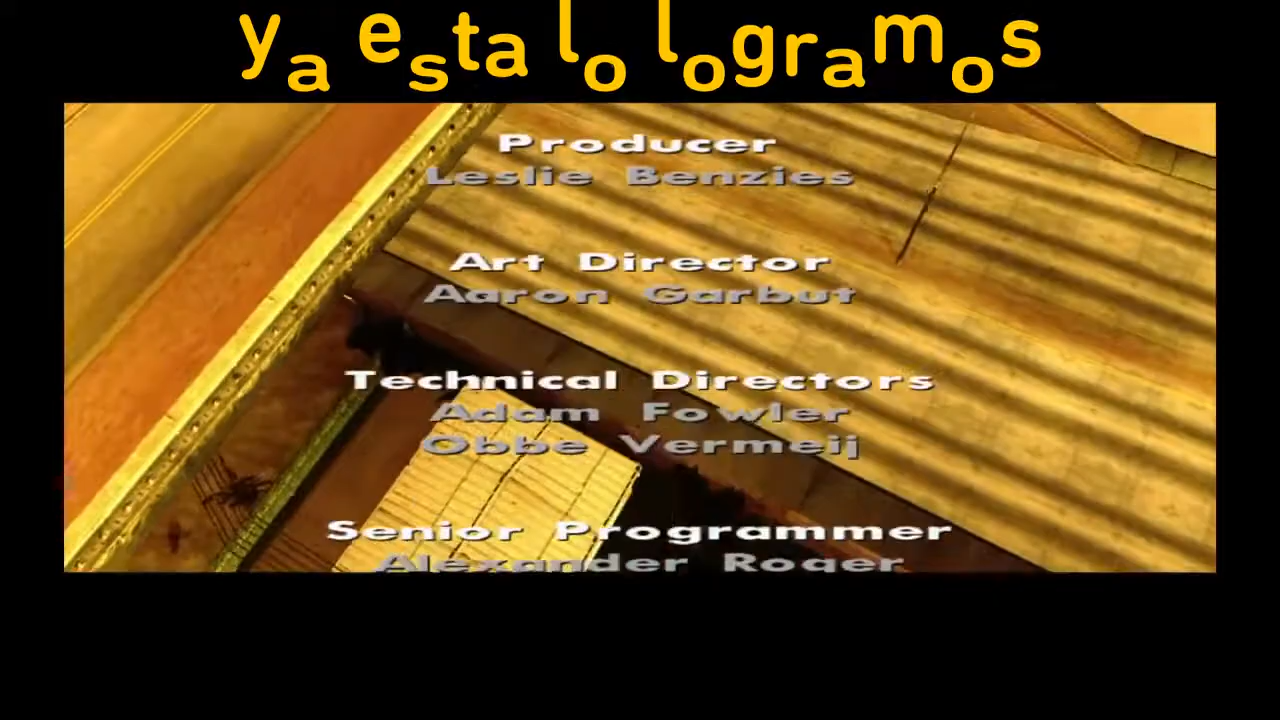 ya esta lo logramos
Producer
Leslie Benzies
Art Director
Aaron Garbut
Technical Directors
Adam Fowler
Obbe Vermeij
Senior Programmer
Alexander Roger